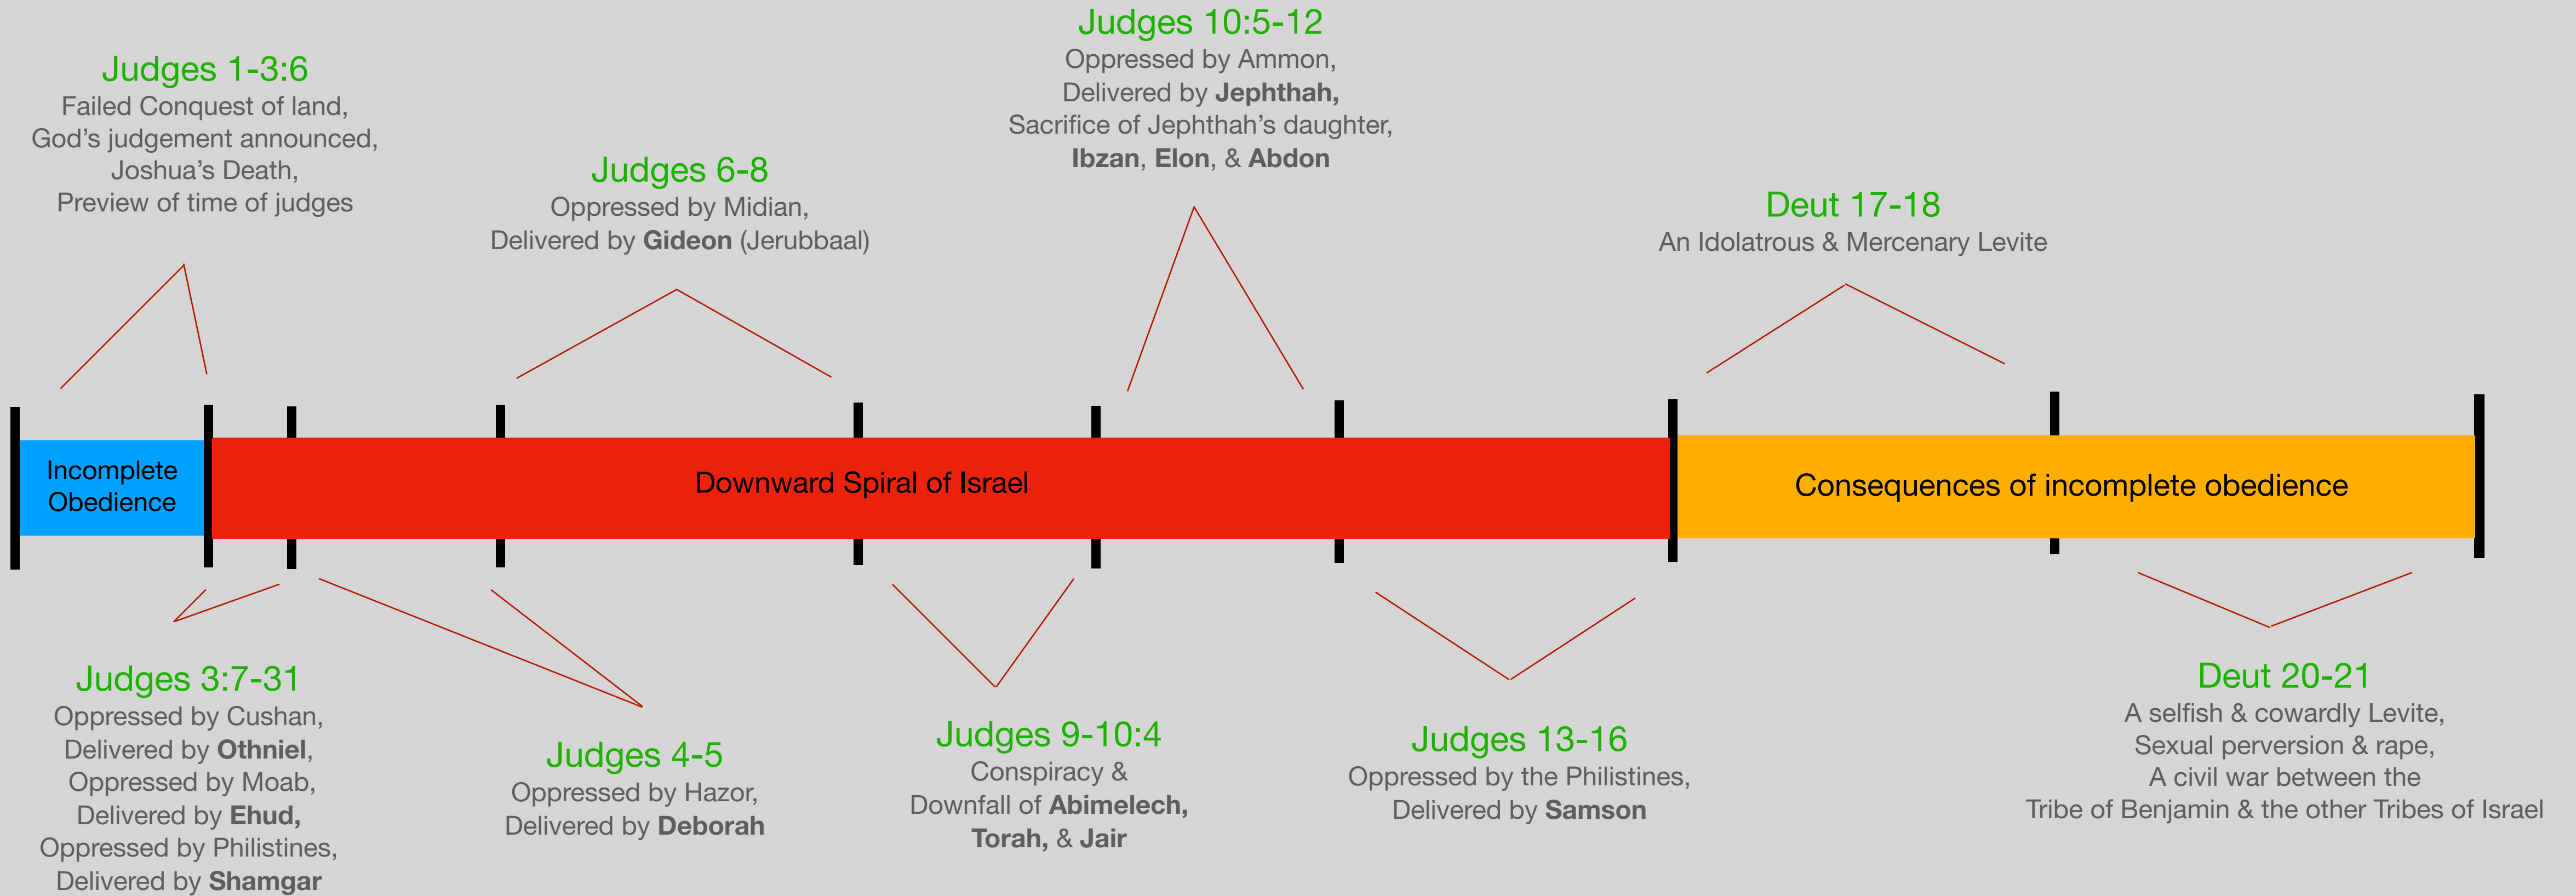 Judges 1-3:6
Failed Conquest of land,
God’s judgement announced,
Joshua’s Death,
Preview of time of judges
Judges 6-8
Oppressed by Midian,
Delivered by Gideon (Jerubbaal)
Judges 10:5-12
Oppressed by Ammon,
Delivered by Jephthah,
Sacrifice of Jephthah’s daughter,
Ibzan, Elon, & Abdon
Deut 17-18
An Idolatrous & Mercenary Levite
Incomplete
Obedience
Downward Spiral of Israel
Consequences of incomplete obedience
Judges 3:7-31
Oppressed by Cushan,
Delivered by Othniel,
Oppressed by Moab,
Delivered by Ehud,
Oppressed by Philistines,
Delivered by Shamgar
Judges 4-5
Oppressed by Hazor,
Delivered by Deborah
Judges 9-10:4
Conspiracy &
Downfall of Abimelech,
Torah, & Jair
Judges 13-16
Oppressed by the Philistines,
Delivered by Samson
Deut 20-21
A selfish & cowardly Levite,
Sexual perversion & rape,
A civil war between the
Tribe of Benjamin & the other Tribes of Israel